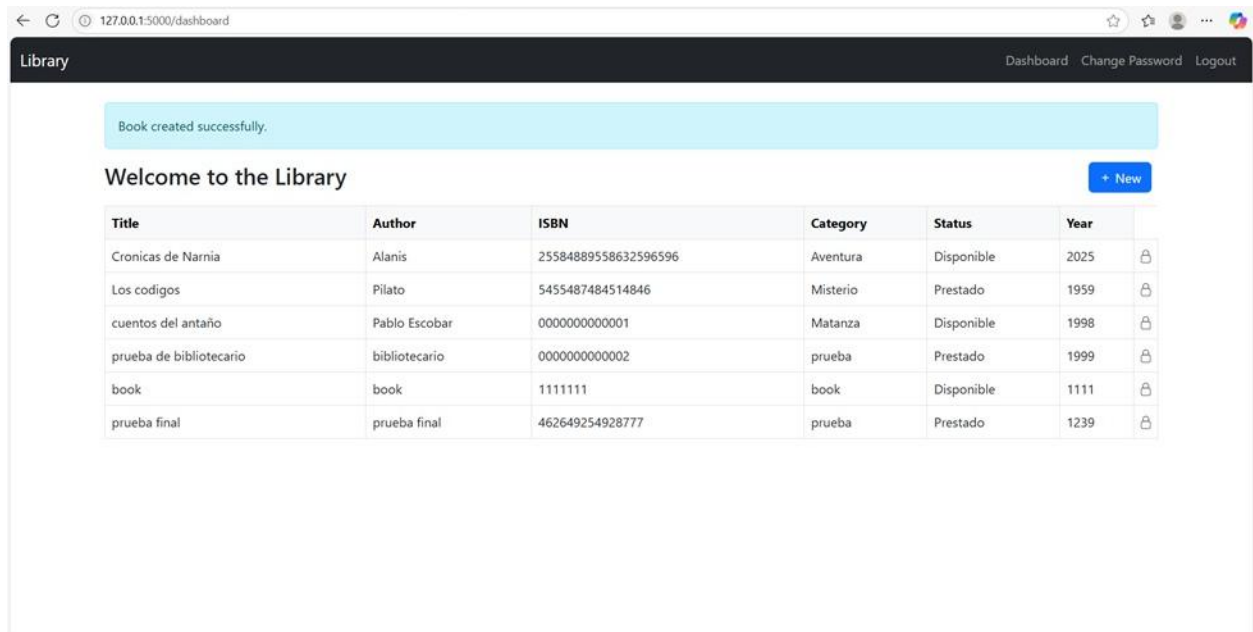 127.0.0.1:5000/dashboard
Library Dashboard Change Password Logout
Book created successfully.
Welcome to the Library + New
Title Author ISBN Category Status Year
Cronicas de Narnia Alanis 25584889558632596596 Aventura Disponible 2025
Los codigos Pilato 5455487484514846 Misterio Prestado 1959
cuentos del antaño Pablo Escobar 0000000000001 Matanza Disponible 1998
prueba de bibliotecario bibliotecario 0000000000002 prueba Prestado 1999
book book 1111111 book Disponible 1111
prueba final prueba final 462649254928777 prueba Prestado 1239